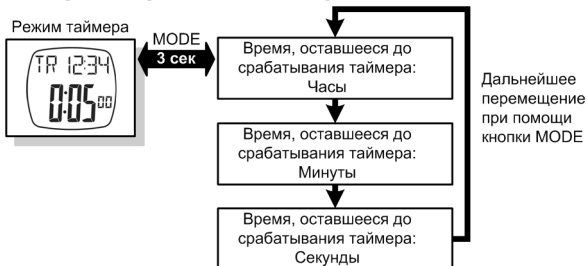 Режим таймера
TR 12:34
0:05 00
MODE
3 сек
Время, оставшееся до
срабатывания таймера:
Часы
Время, оставшееся до
срабатывания таймера:
Минуты
Время, оставшееся до
срабатывания таймера:
Секунды
Дальнейшее
перемещение
при помощи
кнопки MODE